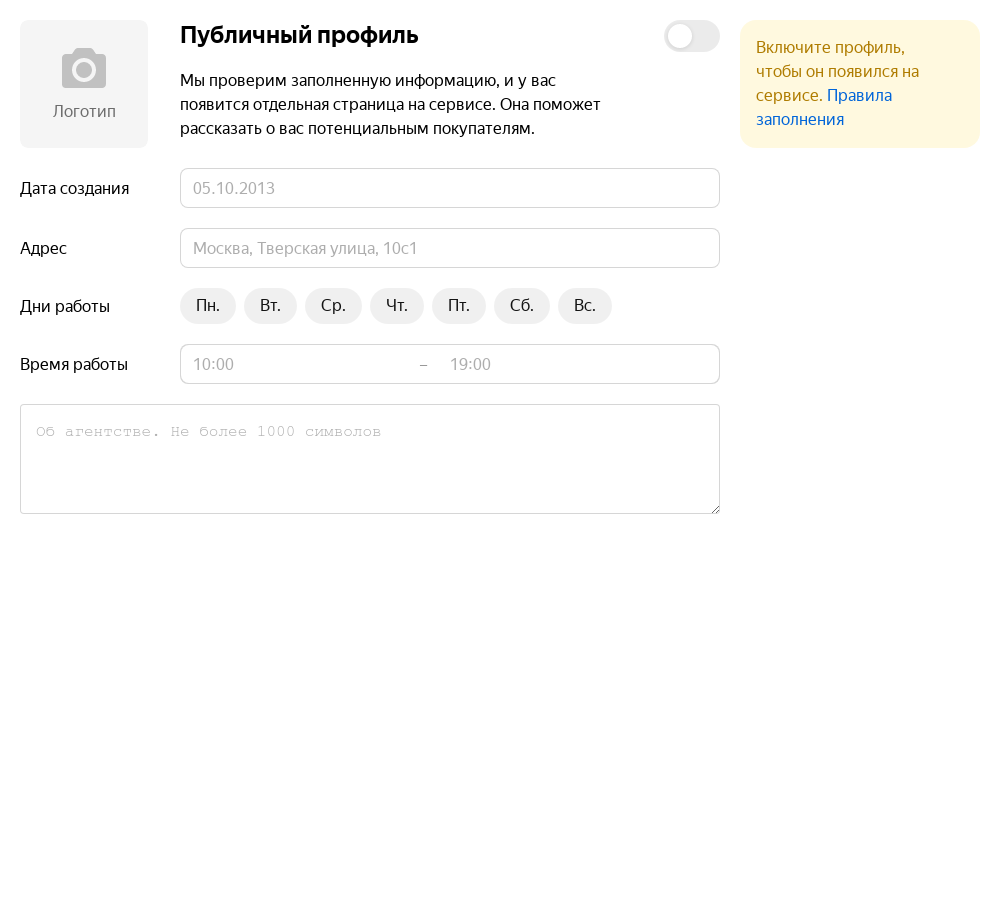 Логотип
Публичный профиль
Мы проверим заполненную информацию, и у вас
появится отдельная страница на сервисе. Она поможет
рассказать о вас потенциальным покупателям.
Включите профиль,
чтобы он появился на
сервисе. Правила
заполнения
Дата создания
05.10.2013
Адрес
Москва, Тверская улица, 10с1
Дни работы
Пн. Вт. Ср. Чт. Пт. Сб. Вс.
Время работы
10:00 – 19:00
Об агентстве. Не более 1000 символов